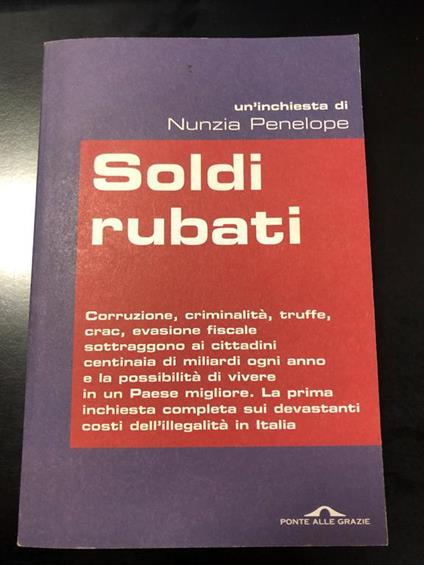 un'inchiesta di
Nunzia Penelope
Soldi
rubati
Corruzione, criminalità, truffe,
crac, evasione fiscale
sottraggono ai cittadini
centinaia di miliardi ogni anno
e la possibilità di vivere
in un Paese migliore. La prima
inchiesta completa sui devastanti
costi dell'illegalità in Italia
PONTE ALLE GRAZIE